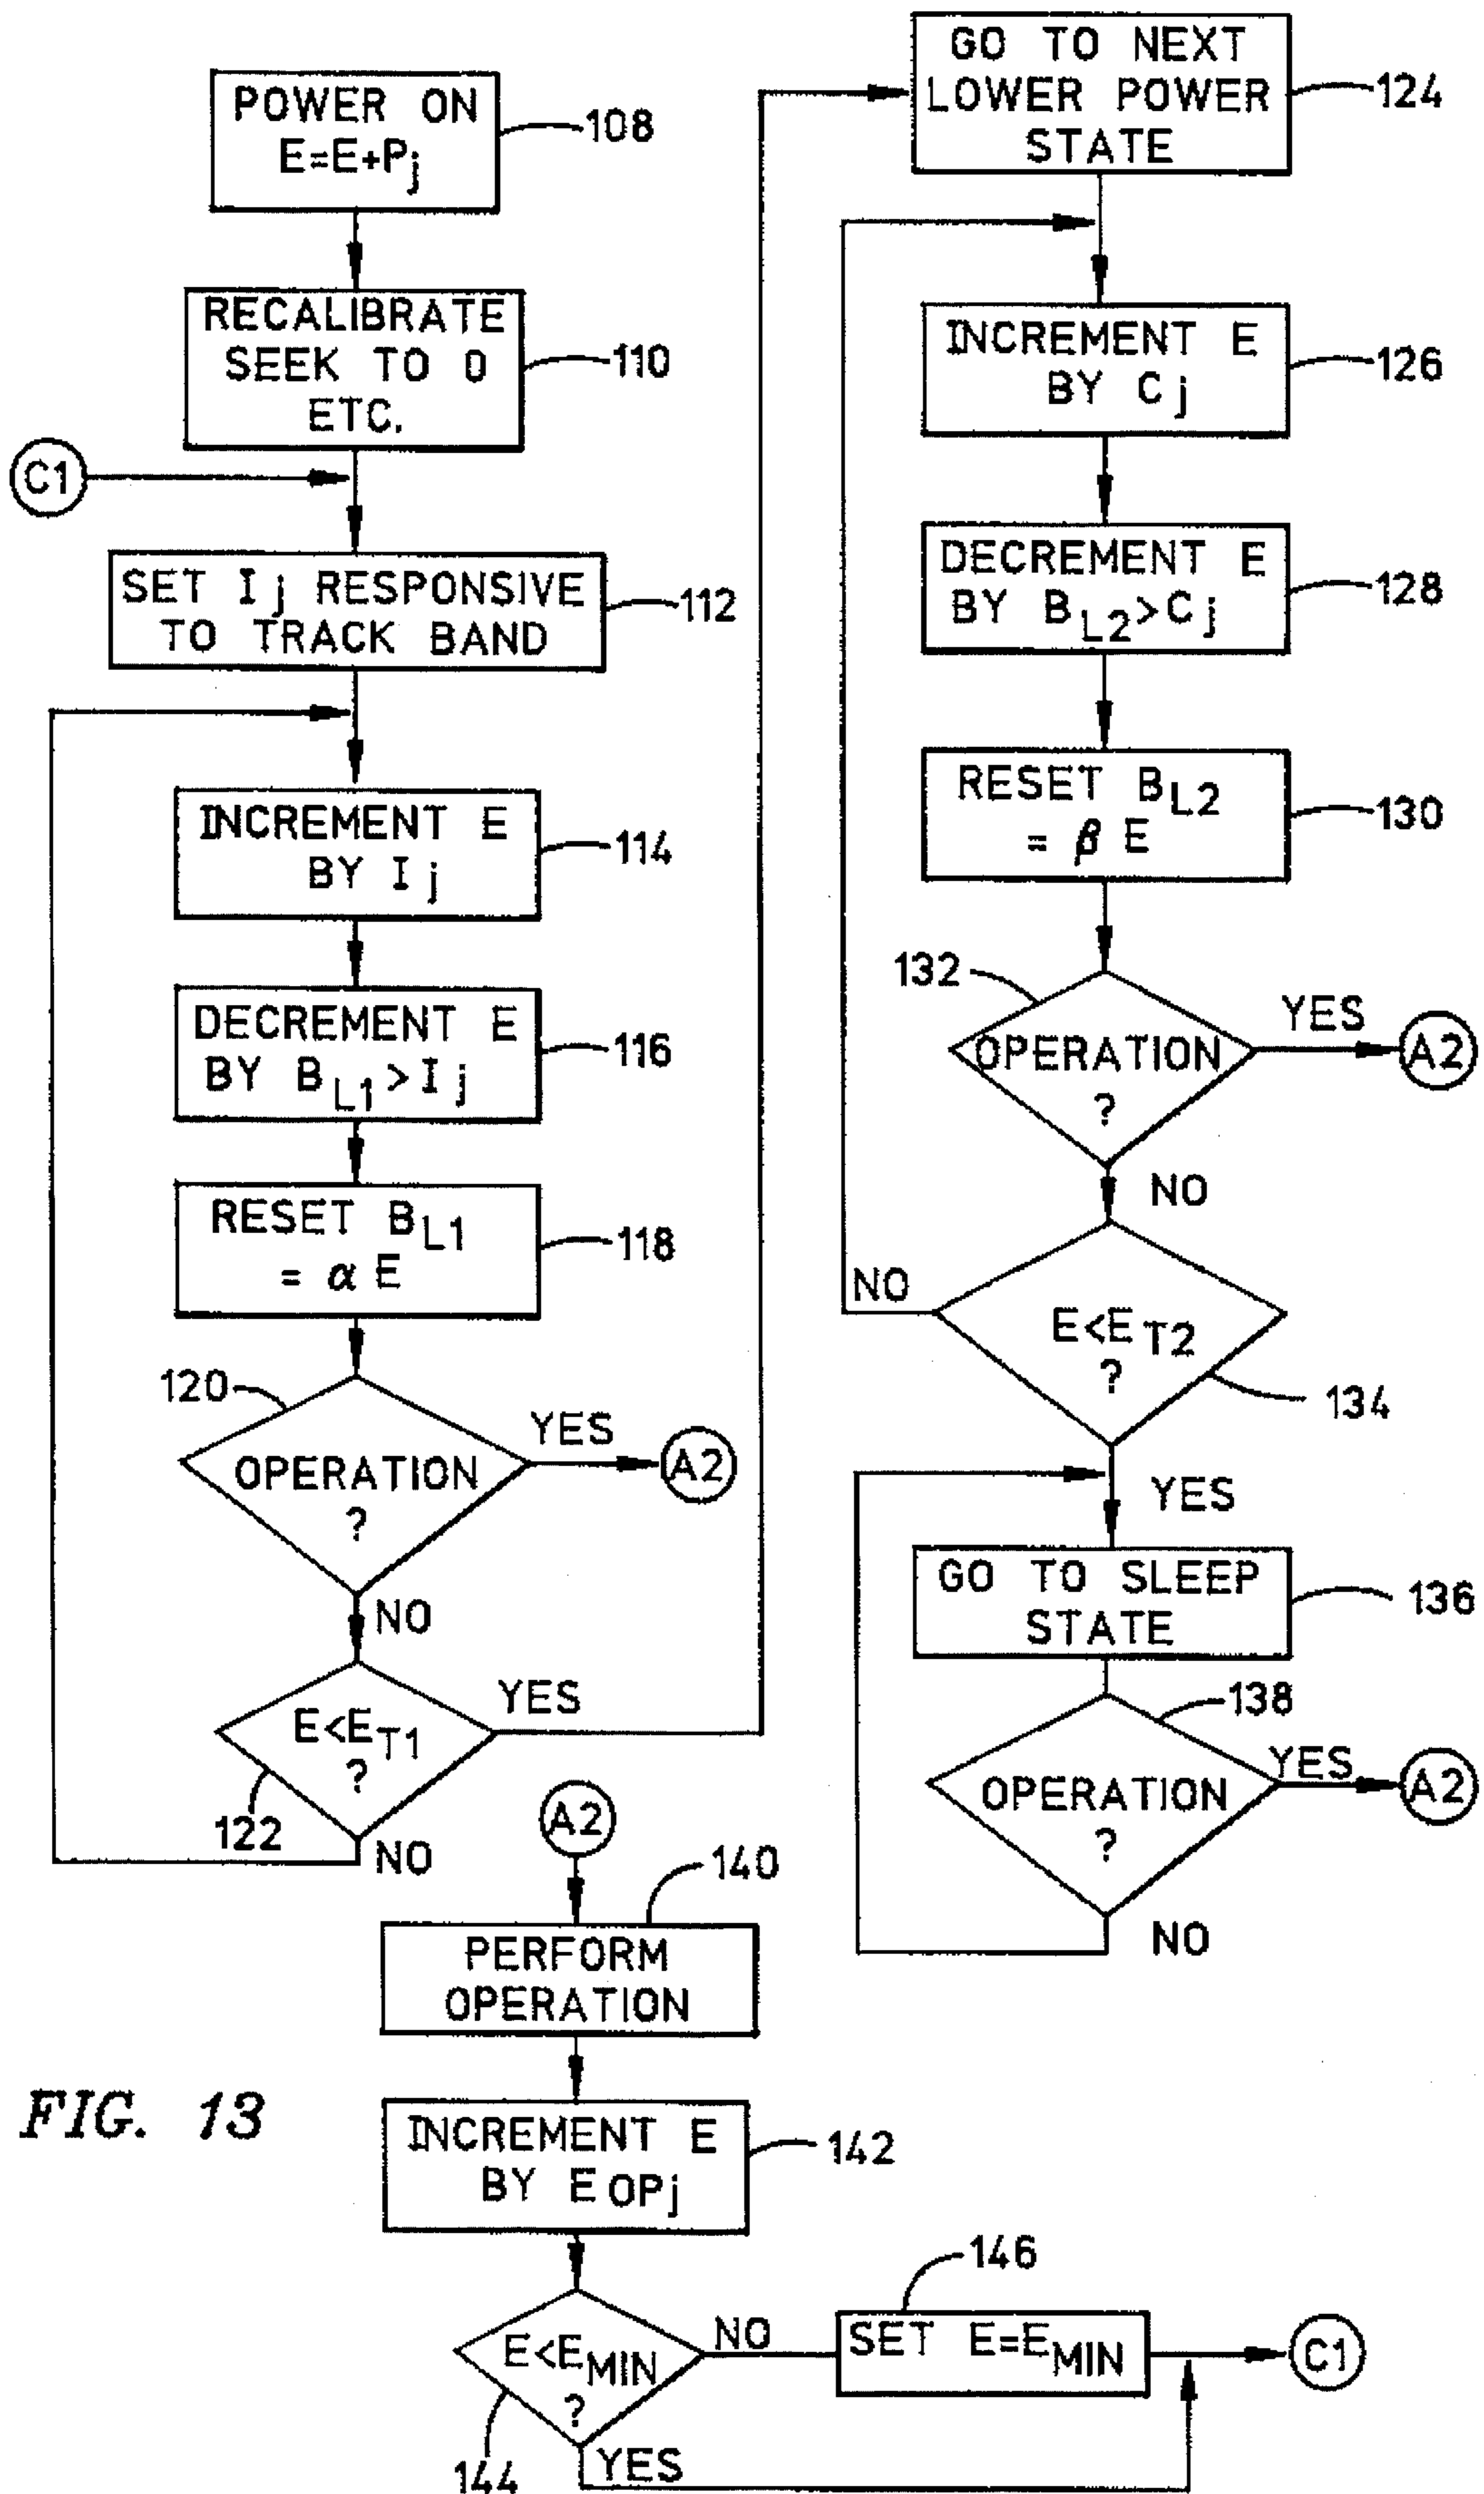 POWER ON
E=E+Pj
108
RECALIBRATE
SEEK TO 0
ETC.
110
C1
SET Ij RESPONSIVE
TO TRACK BAND
112
INCREMENT E
BY Ij
114
DECREMENT E
BY BL1>Ij
116
RESET BL1
= α E
118
120
OPERATION
?
YES
A2
NO
E<ET1
?
YES
122
NO
GO TO NEXT
LOWER POWER
STATE
124
INCREMENT E
BY Cj
126
DECREMENT E
BY BL2>Cj
128
RESET BL2
= β E
130
132
OPERATION
?
YES
A2
NO
NO
E<ET2
?
134
YES
GO TO SLEEP
STATE
136
138
OPERATION
?
YES
A2
NO
A2
140
PERFORM
OPERATION
INCREMENT E
BY EOPj
142
E<EMIN
?
NO
144
YES
146
SET E=EMIN
C1
FIG. 13